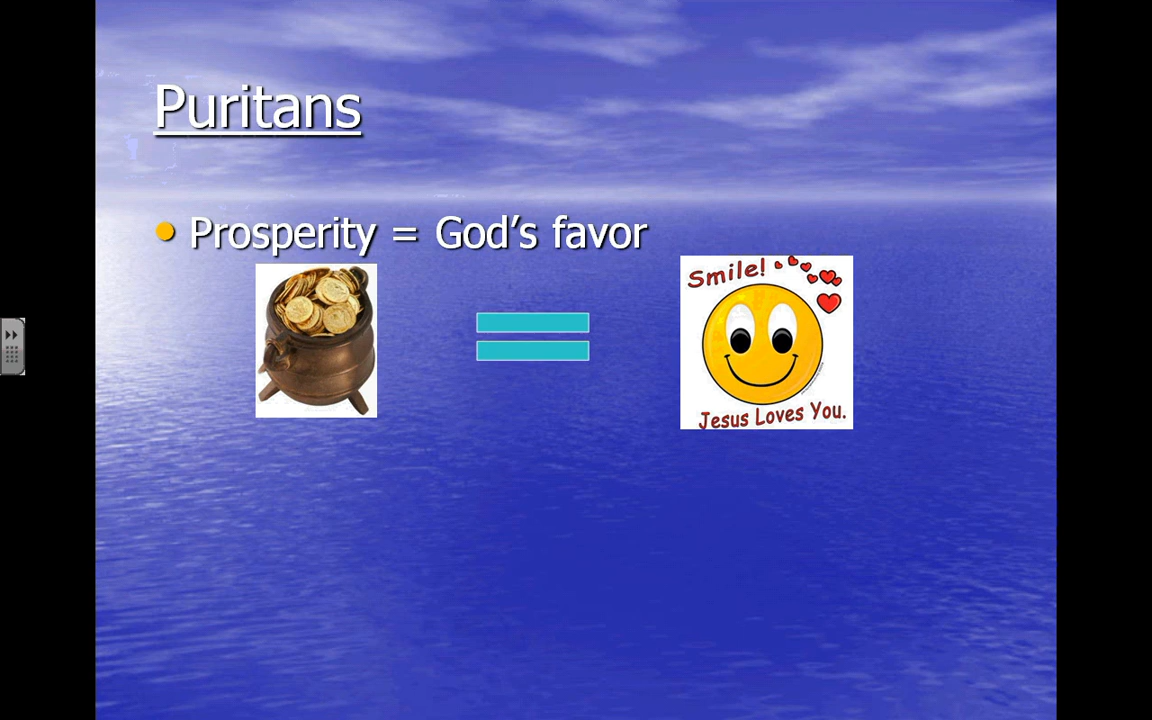 Puritans
Prosperity = God’s favor
Smile!
Jesus Loves You.